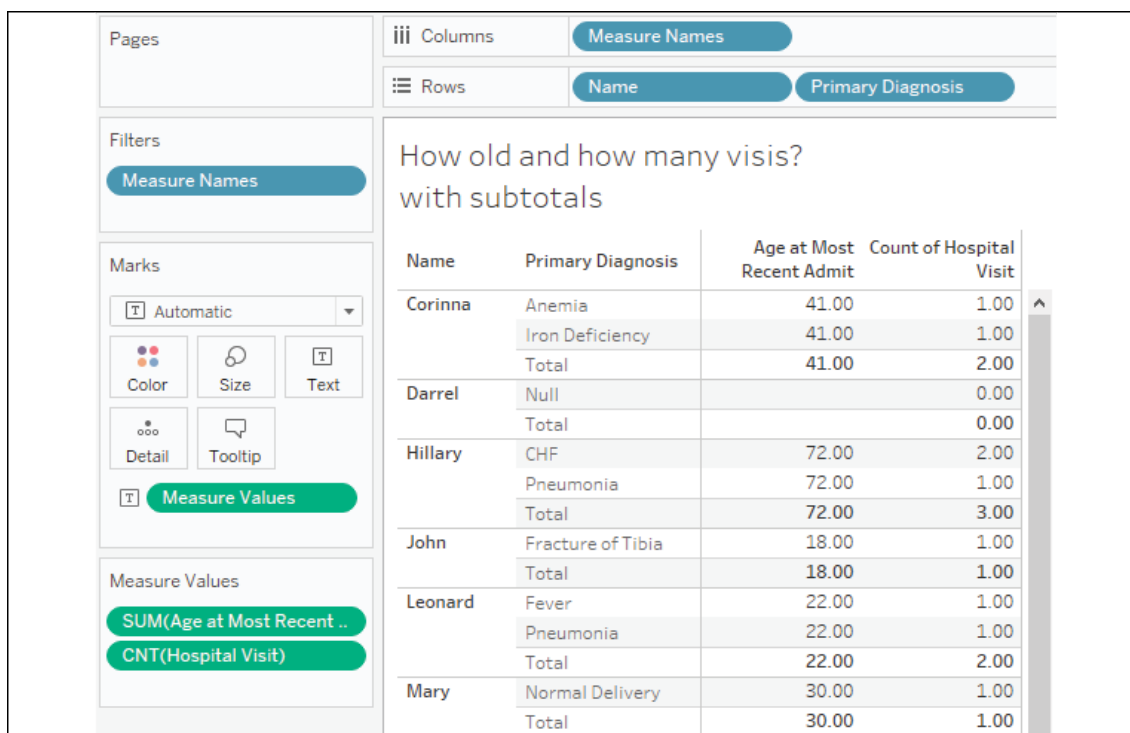 Pages
Columns Measure Names
Rows Name Primary Diagnosis
Filters
Measure Names
Marks
T Automatic
Color Size T Text
Detail Tooltip
T Measure Values
Measure Values
SUM(Age at Most Recent ..
CNT(Hospital Visit)
How old and how many visis?
with subtotals
Name Primary Diagnosis Age at Most Recent Admit Count of Hospital Visit
Corinna Anemia 41.00 1.00
Iron Deficiency 41.00 1.00
Total 41.00 2.00
Darrel Null 0.00
Total 0.00
Hillary CHF 72.00 2.00
Pneumonia 72.00 1.00
Total 72.00 3.00
John Fracture of Tibia 18.00 1.00
Total 18.00 1.00
Leonard Fever 22.00 1.00
Pneumonia 22.00 1.00
Total 22.00 2.00
Mary Normal Delivery 30.00 1.00
Total 30.00 1.00